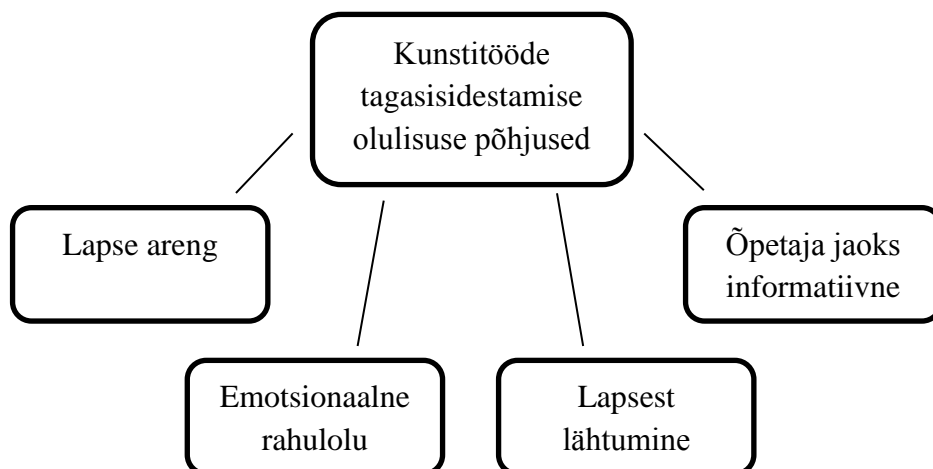 Kunstitööde
tagasisidestamise
olulisuse põhjused
Lapse areng
Õpetaja jaoks
informatiivne
Emotsionaalne
rahulolu
Lapsest
lähtumine